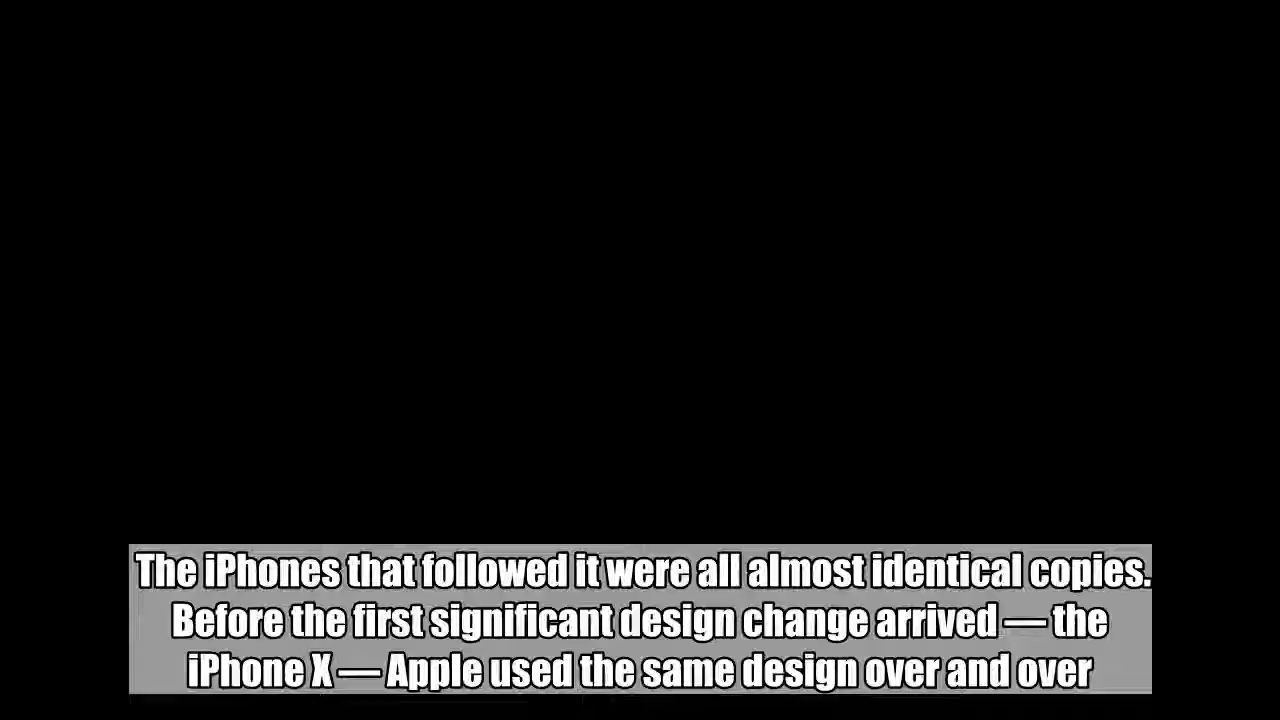 The iPhones that followed it were all almost identical copies.
Before the first significant design change arrived — the
iPhone X — Apple used the same design over and over